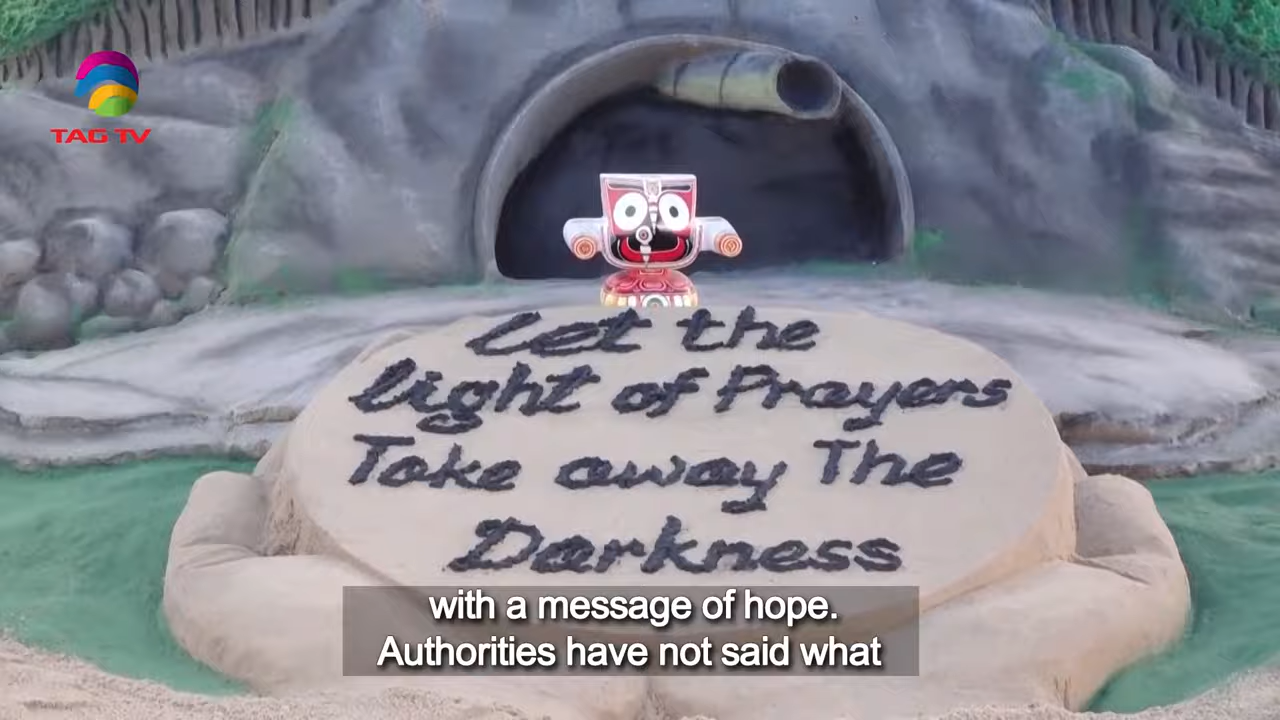 TAG TV
Let the
light of Prayers
Take away The
Darkness
with a message of hope.
Authorities have not said what